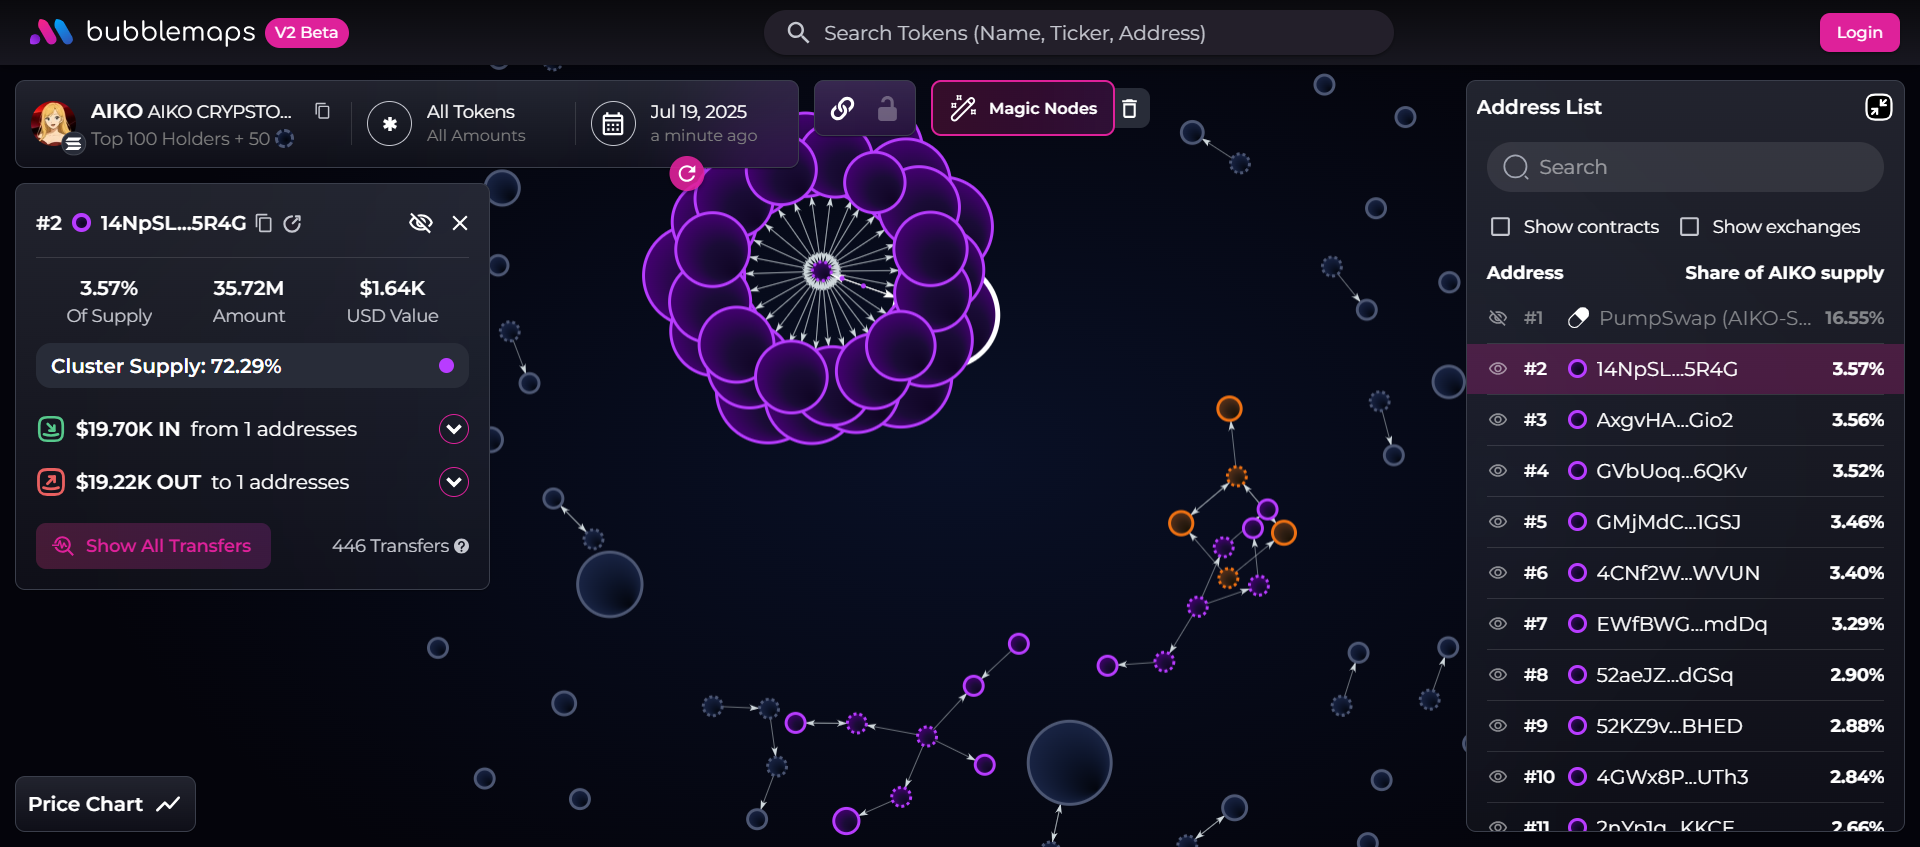 bubblemaps V2 Beta
Search Tokens (Name, Ticker, Address)
Login
AIKO AIKO CRYPSTO...
Top 100 Holders + 50
All Tokens
All Amounts
Jul 19, 2025
a minute ago
Magic Nodes
#2 14NpSL...5R4G
3.57%
Of Supply
35.72M
Amount
$1.64K
USD Value
Cluster Supply: 72.29%
$19.70K IN from 1 addresses
$19.22K OUT to 1 addresses
Show All Transfers
446 Transfers ?
Price Chart
Address List
Search
Show contracts
Show exchanges
Address Share of AIKO supply
#1 PumpSwap (AIKO-S... 16.55%
#2 14NpSL...5R4G 3.57%
#3 AxgvHA...Gio2 3.56%
#4 GVbUoq...6QKv 3.52%
#5 GMjMdC...1GSJ 3.46%
#6 4CNf2W...WVUN 3.40%
#7 EWfBWG...mdDq 3.29%
#8 52aeJZ...dGSq 2.90%
#9 52KZ9v...BHED 2.88%
#10 4GWx8P...UTh3 2.84%
#11 2.66%